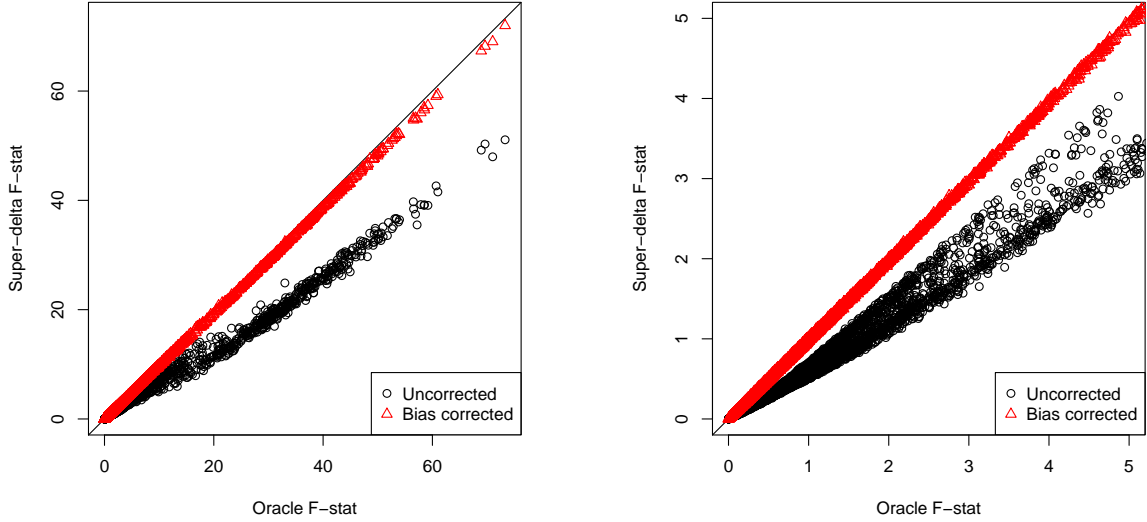 Super−delta F−stat
60
40
20
0
0
20
40
60
Oracle F−stat
Uncorrected
Bias corrected
Super−delta F−stat
5
4
3
2
1
0
0
1
2
3
4
5
Oracle F−stat
Uncorrected
Bias corrected